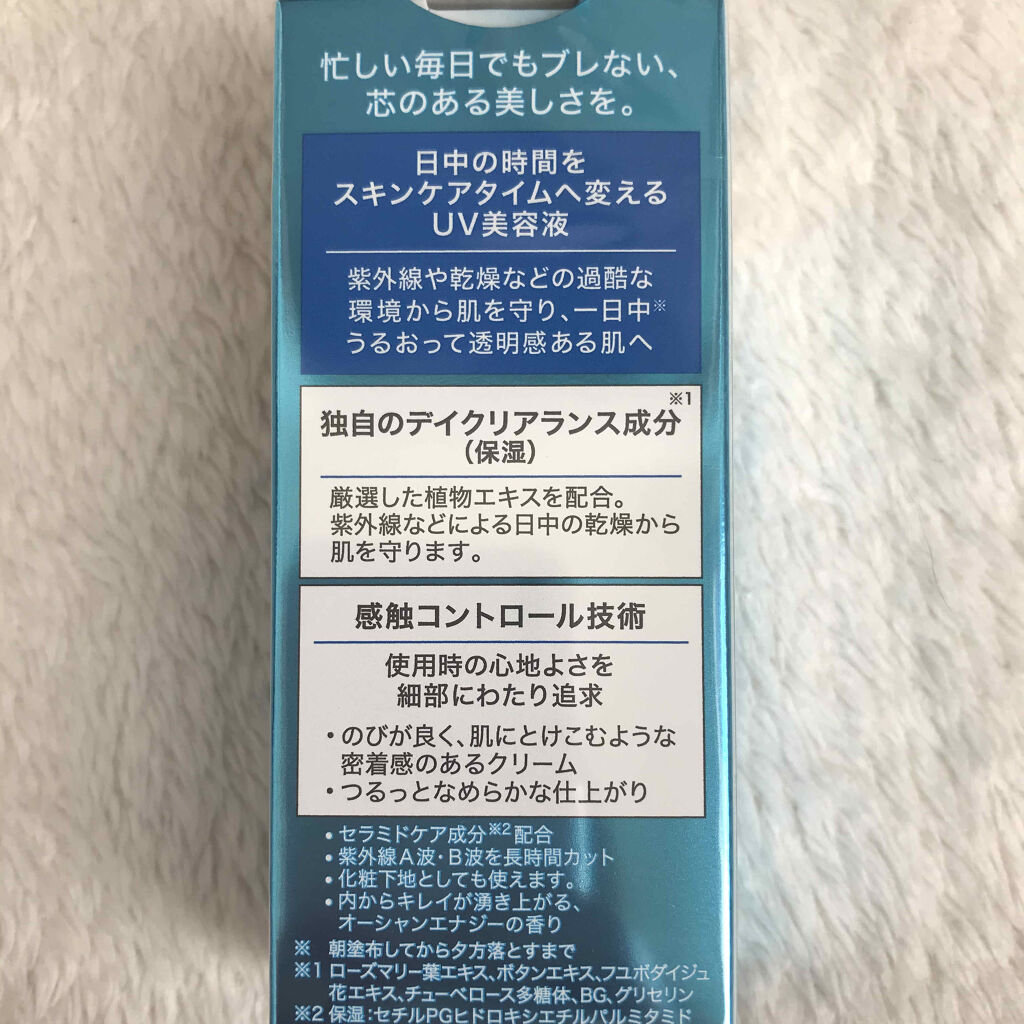 忙しい毎日でもブレない、
芯のある美しさを。
日中の時間を
スキンケアタイムへ変える
UV美容液
紫外線や乾燥などの過酷な
環境から肌を守り、一日中※
うるおって透明感ある肌へ
独自のデイクリアランス成分※1
（保湿）
厳選した植物エキスを配合。
紫外線などによる日中の乾燥から
肌を守ります。
感触コントロール技術
使用時の心地よさを
細部にわたり追求
・のびが良く、肌にとけこむような
密着感のあるクリーム
・つるっとなめらかな仕上がり
•セラミドケア成分※2配合
•紫外線A波・B波を長時間カット
•化粧下地としても使えます。
•内からキレイが湧き上がる、
オーシャンエナジーの香り
※ 朝塗布してから夕方落とすまで
※1 ローズマリー葉エキス、ボタンエキス、フユボダイジュ
花エキス、チューベロース多糖体、BG、グリセリン
※2 保湿：セチルPGヒドロキシエチルパルミタミド